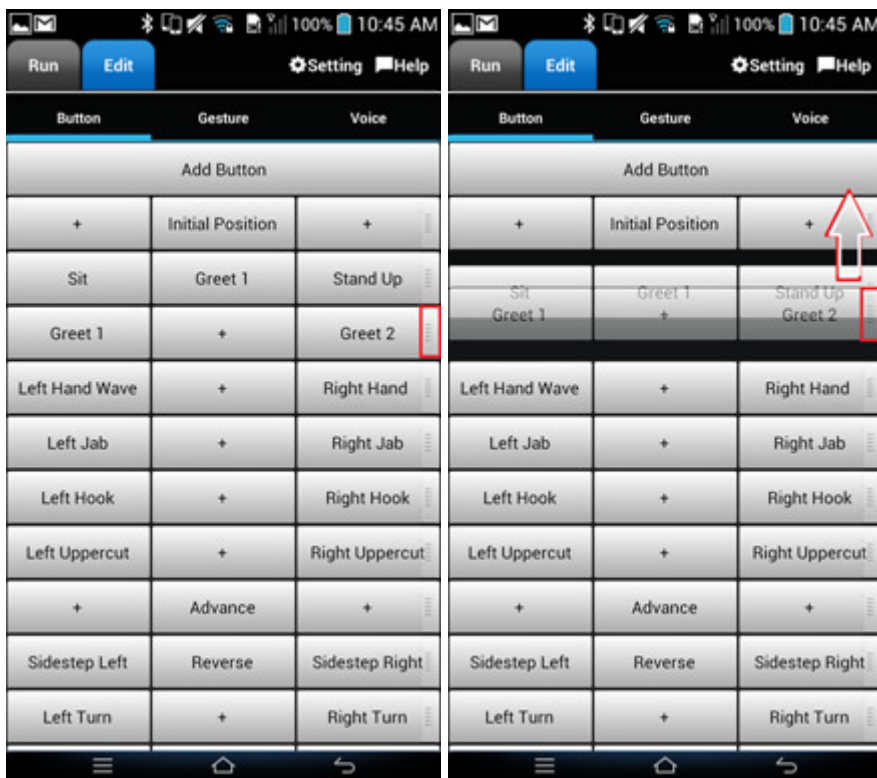 100% 10:45 AM
Run Edit Setting Help
Button Gesture Voice
Add Button
+ Initial Position +
Sit Greet 1 Stand Up
Greet 1 + Greet 2
Left Hand Wave + Right Hand
Left Jab + Right Jab
Left Hook + Right Hook
Left Uppercut + Right Uppercut
+ Advance +
Sidestep Left Reverse Sidestep Right
Left Turn + Right Turn
100% 10:45 AM
Run Edit Setting Help
Button Gesture Voice
Add Button
+ Initial Position +
Sit Greet 1 Stand Up
Greet 1 + Greet 2
Left Hand Wave + Right Hand
Left Jab + Right Jab
Left Hook + Right Hook
Left Uppercut + Right Uppercut
+ Advance +
Sidestep Left Reverse Sidestep Right
Left Turn + Right Turn